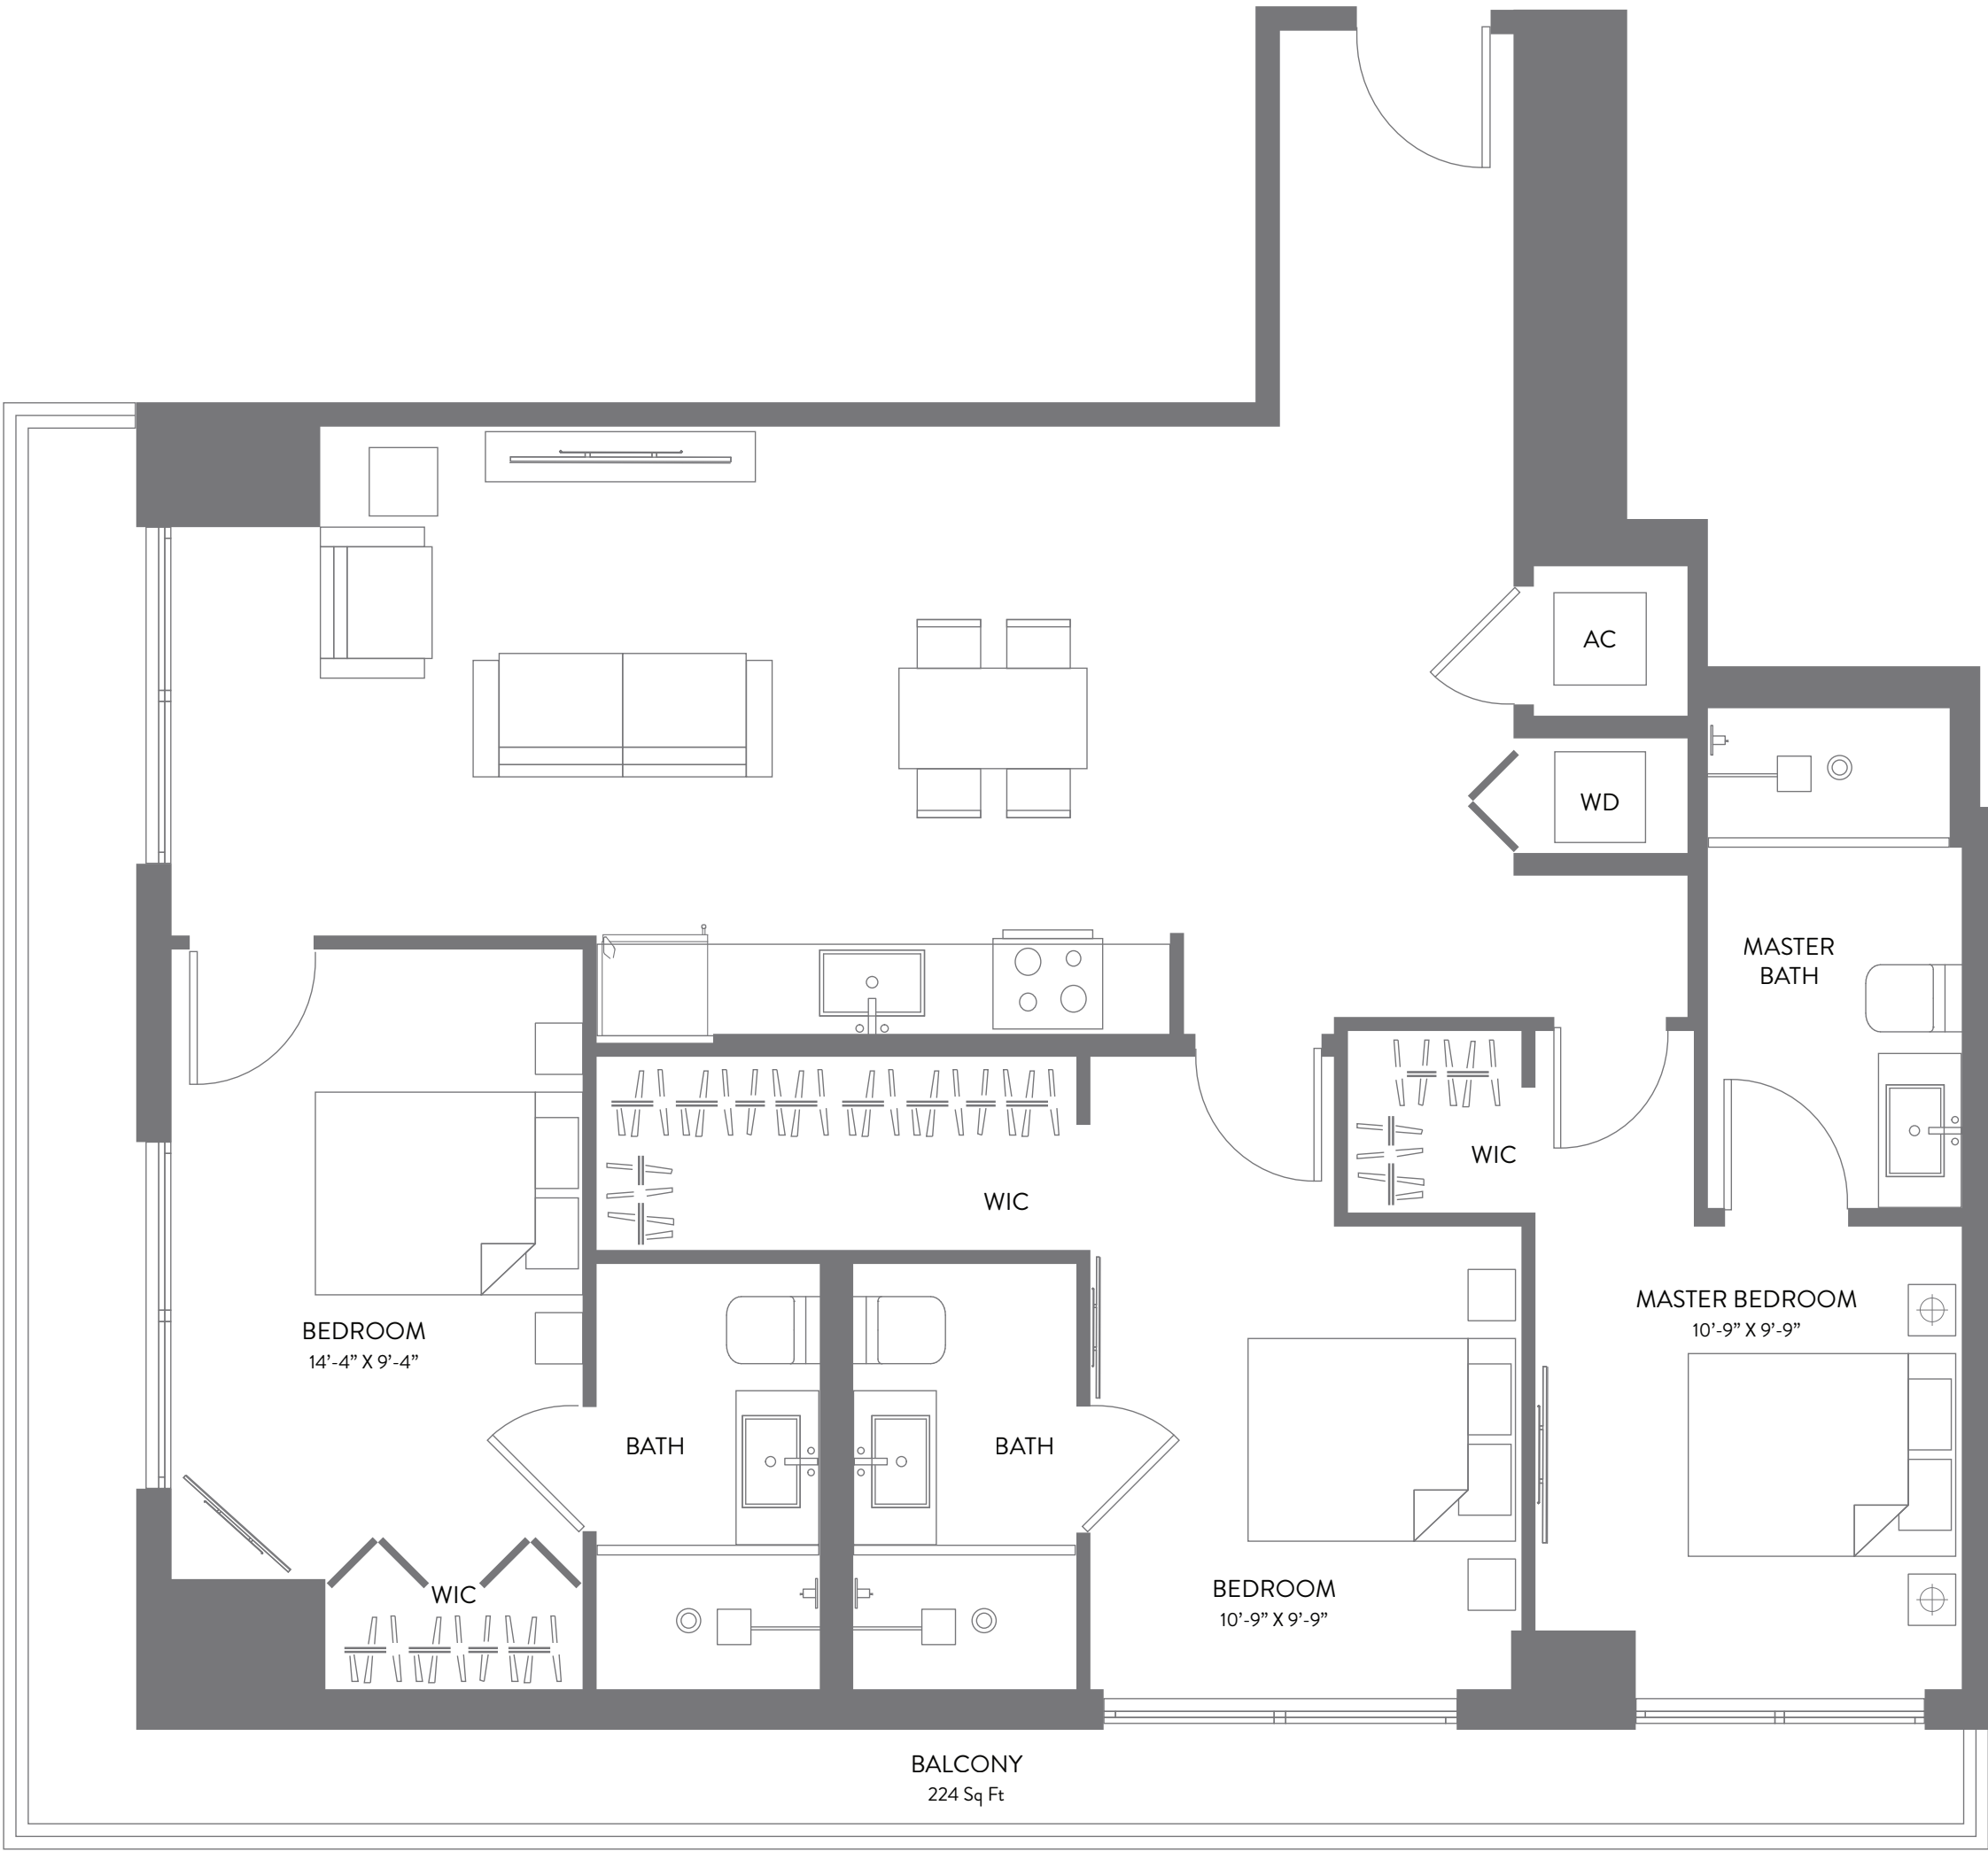 AC
WD
MASTER
BATH
WIC
WIC
MASTER BEDROOM
10’-9” X 9’-9”
BEDROOM
14’-4” X 9’-4”
BATH
BATH
WIC
BEDROOM
10’-9” X 9’-9”
BALCONY
224 Sq Ft